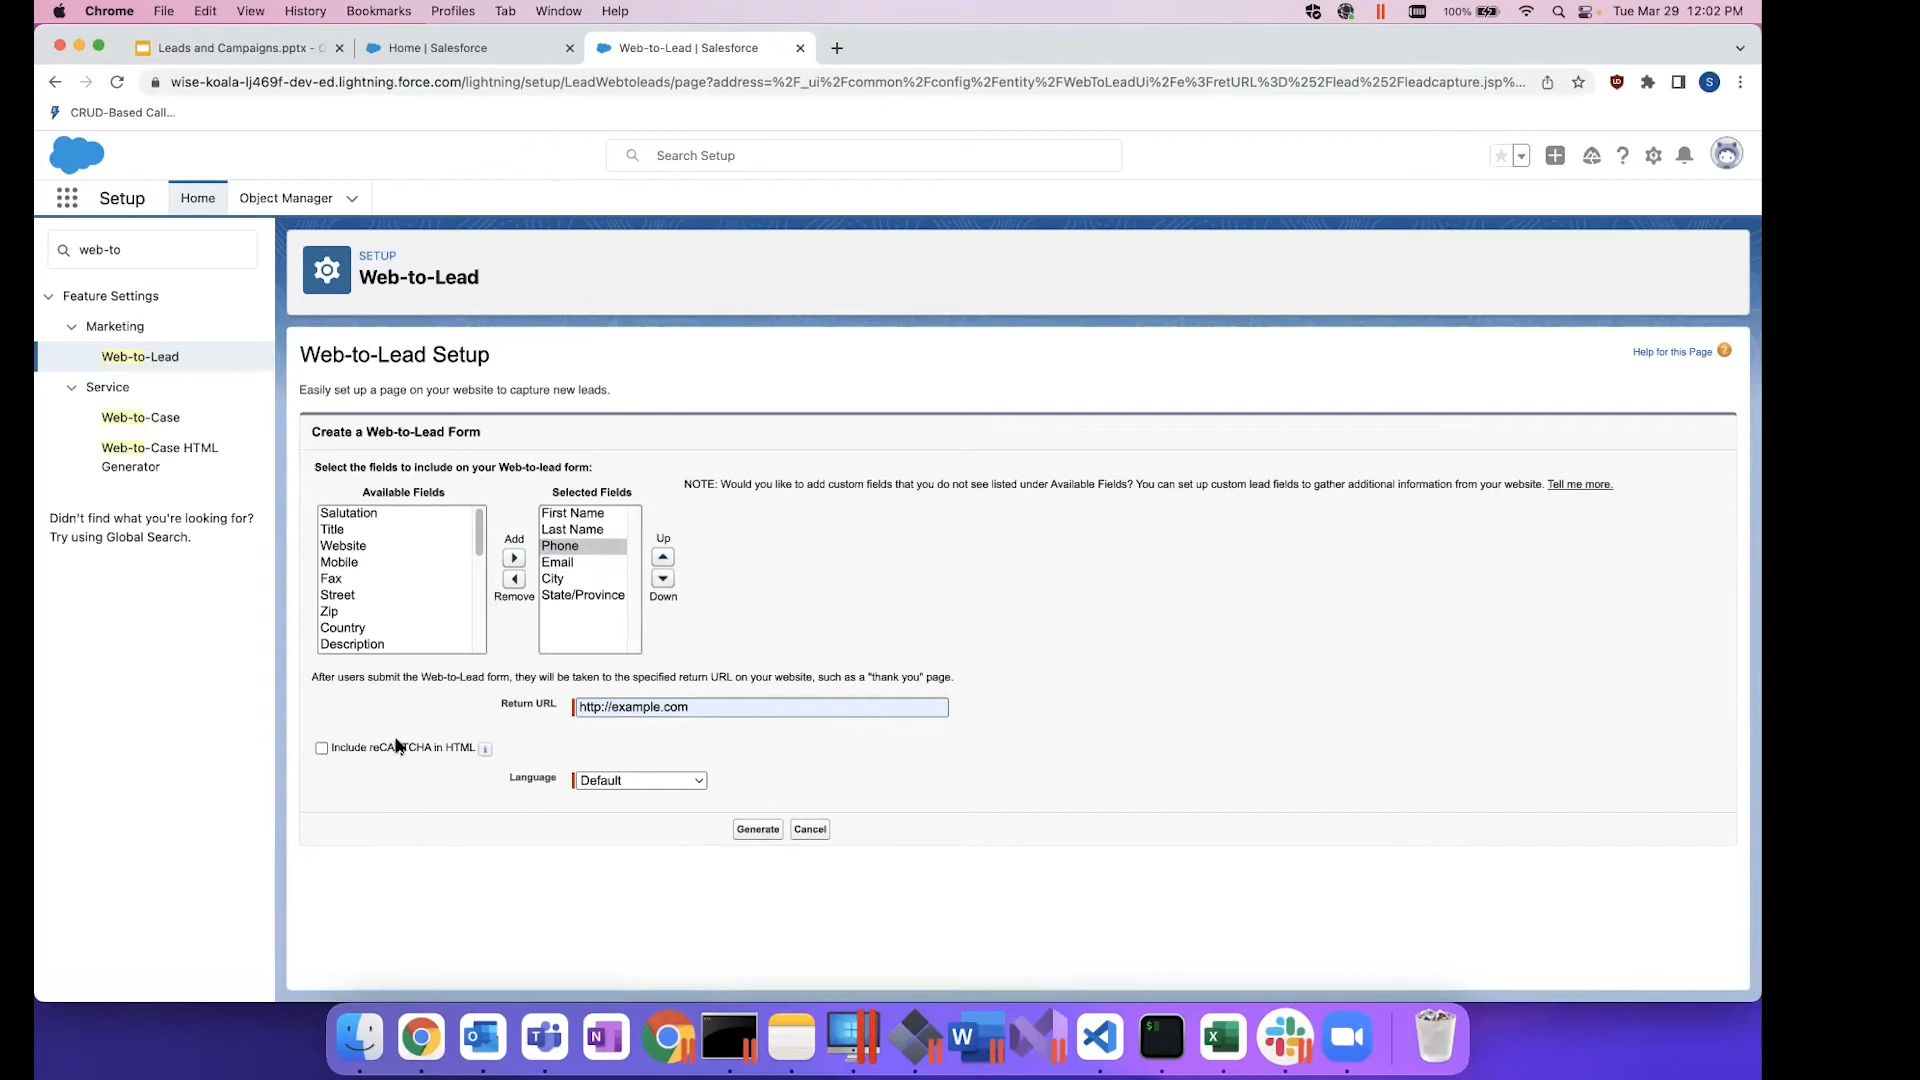 Chrome File Edit View History Bookmarks Profiles Tab Window Help 100% Tue Mar 29 12:02 PM
Leads and Campaigns.pptx - G
Home | Salesforce
Web-to-Lead | Salesforce
wise-koala-lj469f-dev-ed.lightning.force.com/lightning/setup/LeadWebtoleads/page?address=%2F_ui%2Fcommon%2Fconfig%2Fentity%2FWebToLeadUi%2Fe%3FretURL%3D%252Flead%252Fleadcapture.jsp%...
S
CRUD-Based Call...
Search Setup
Setup
Home
Object Manager
web-to
Feature Settings
Marketing
Web-to-Lead
Service
Web-to-Case
Web-to-Case HTML
Generator
Didn't find what you're looking for?
Try using Global Search.
SETUP
Web-to-Lead
Web-to-Lead Setup
Help for this Page
Easily set up a page on your website to capture new leads.
Create a Web-to-Lead Form
Select the fields to include on your Web-to-lead form:
NOTE: Would you like to add custom fields that you do not see listed under Available Fields? You can set up custom lead fields to gather additional information from your website. Tell me more.
Available Fields
Salutation
Title
Website
Mobile
Fax
Street
Zip
Country
Description
Add
Remove
Selected Fields
First Name
Last Name
Phone
Email
City
State/Province
Up
Down
After users submit the Web-to-Lead form, they will be taken to the specified return URL on your website, such as a "thank you" page.
Return URL
http://example.com
Include reCAPTCHA in HTML
Language
Default
Generate
Cancel